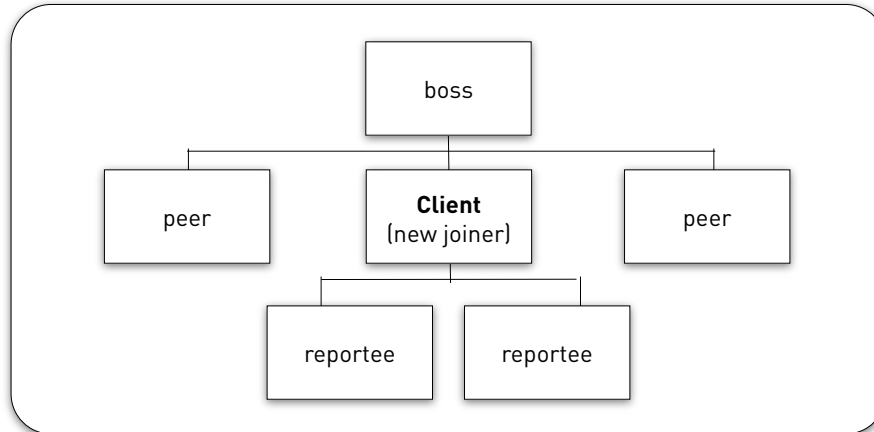 boss
peer
Client
(new joiner)
peer
reportee
reportee